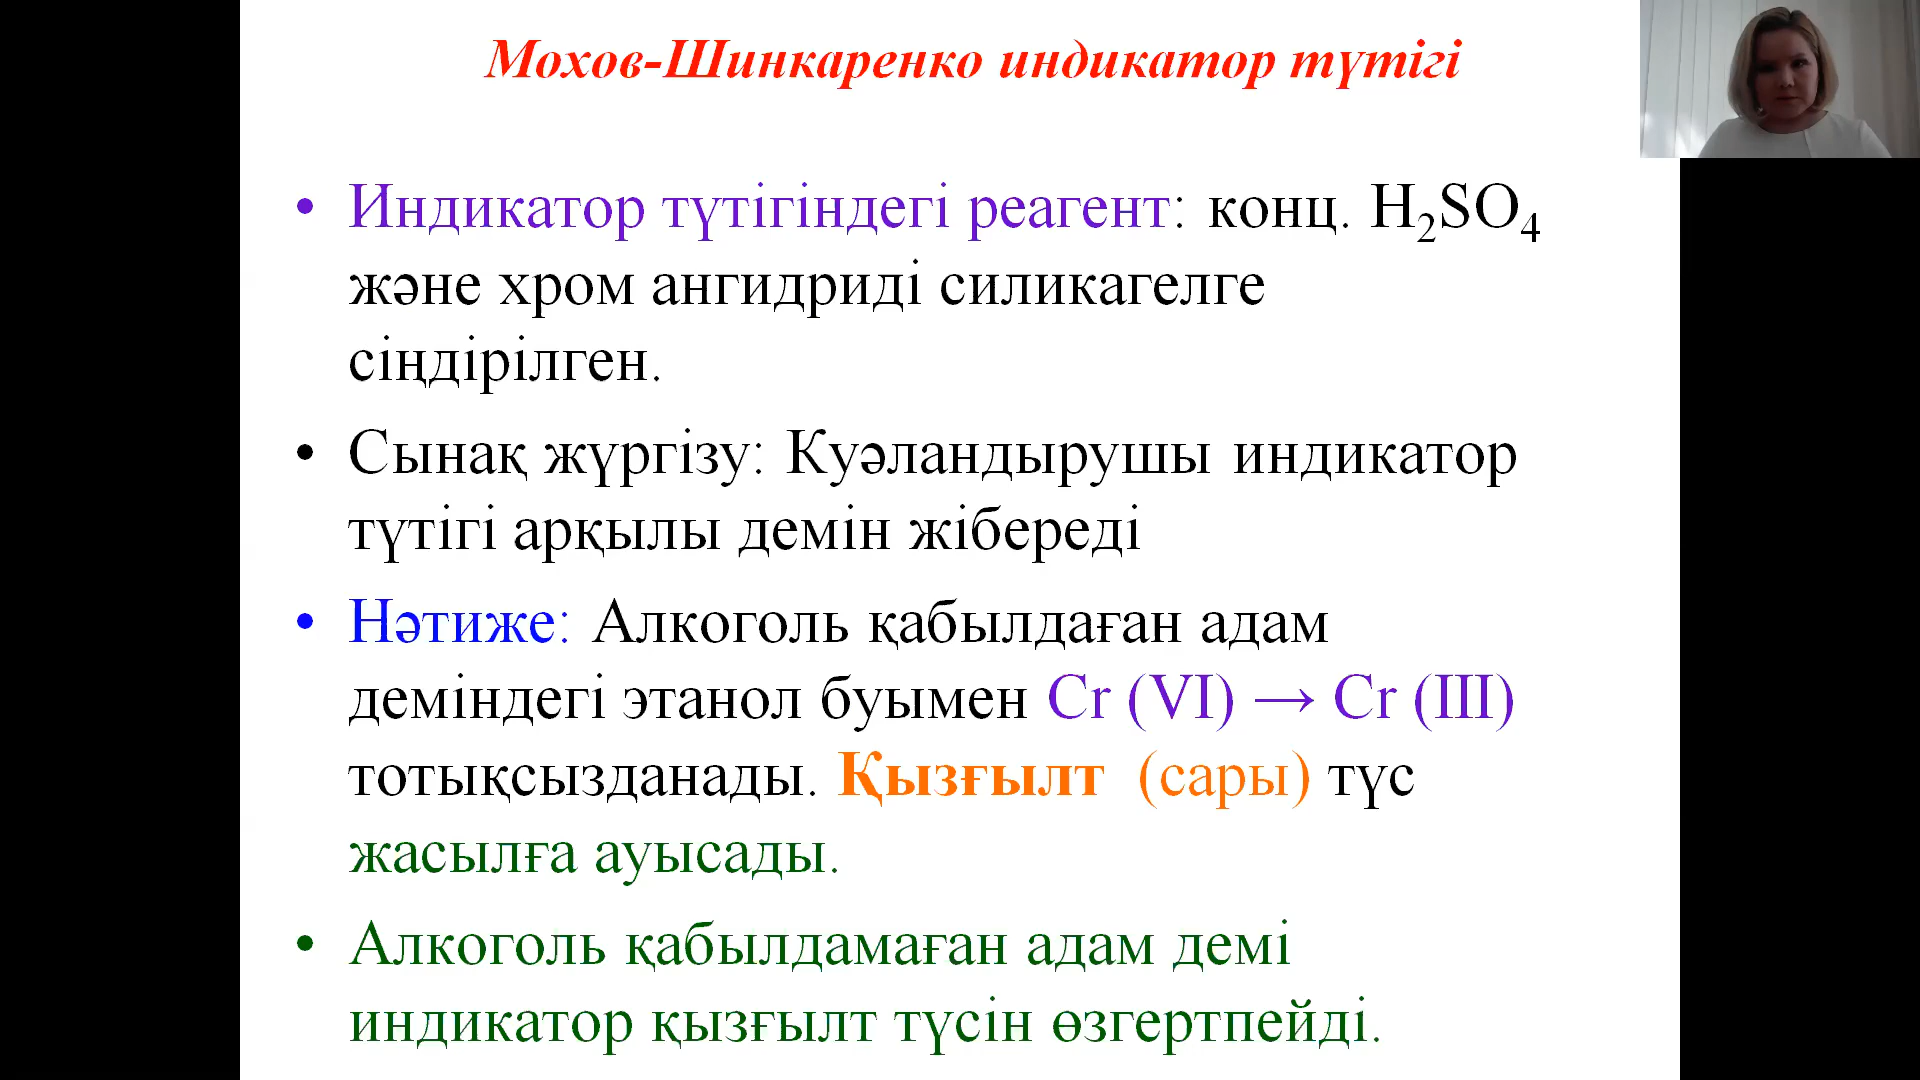 Мохов-Шинкаренко индикатор түтігі
• Индикатор түтігіндегі реагент: конц. H₂SO₄
және хром ангидриді силикагелге
сіңдірілген.
• Сынақ жүргізу: Куәландырушы индикатор
түтігі арқылы демін жібереді
• Нәтиже: Алкоголь қабылдаған адам
деміндегі этанол буымен Cr (VI) → Cr (III)
тотықсызданады. Қызғылт (сары) түс
жасылға ауысады.
• Алкоголь қабылдамаған адам демі
индикатор қызғылт түсін өзгертпейді.